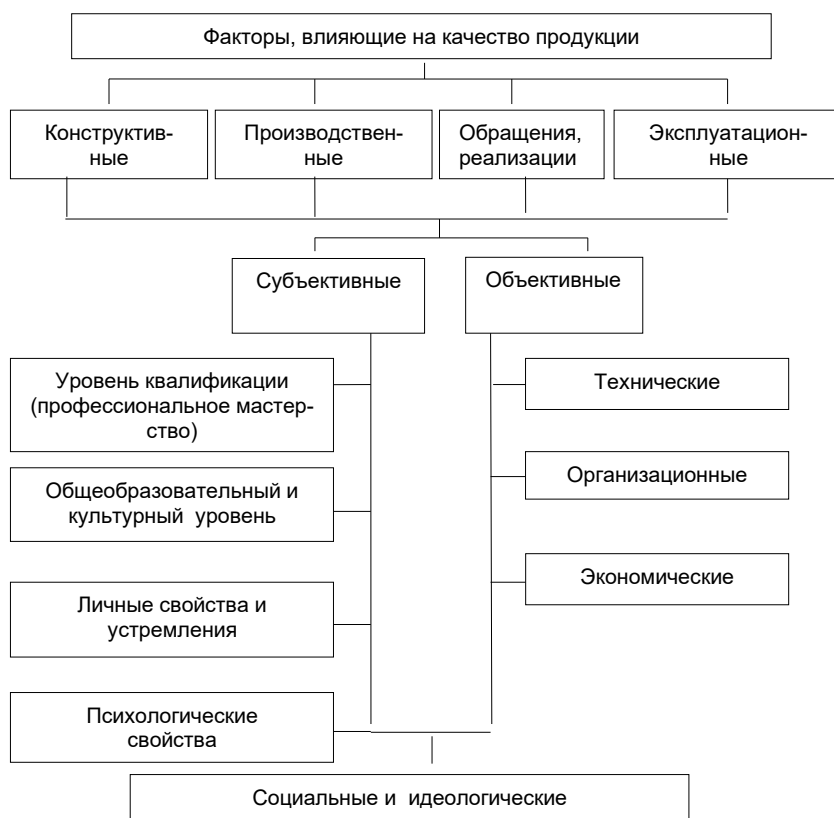 Факторы, влияющие на качество продукции
Конструктив-
ные
Производствен-
ные
Обращения,
реализации
Эксплуатацион-
ные
Субъективные
Объективные
Уровень квалификации
(профессиональное мастер-
ство)
Общеобразовательный и
культурный уровень
Личные свойства и
устремления
Психологические
свойства
Технические
Организационные
Экономические
Социальные и идеологические